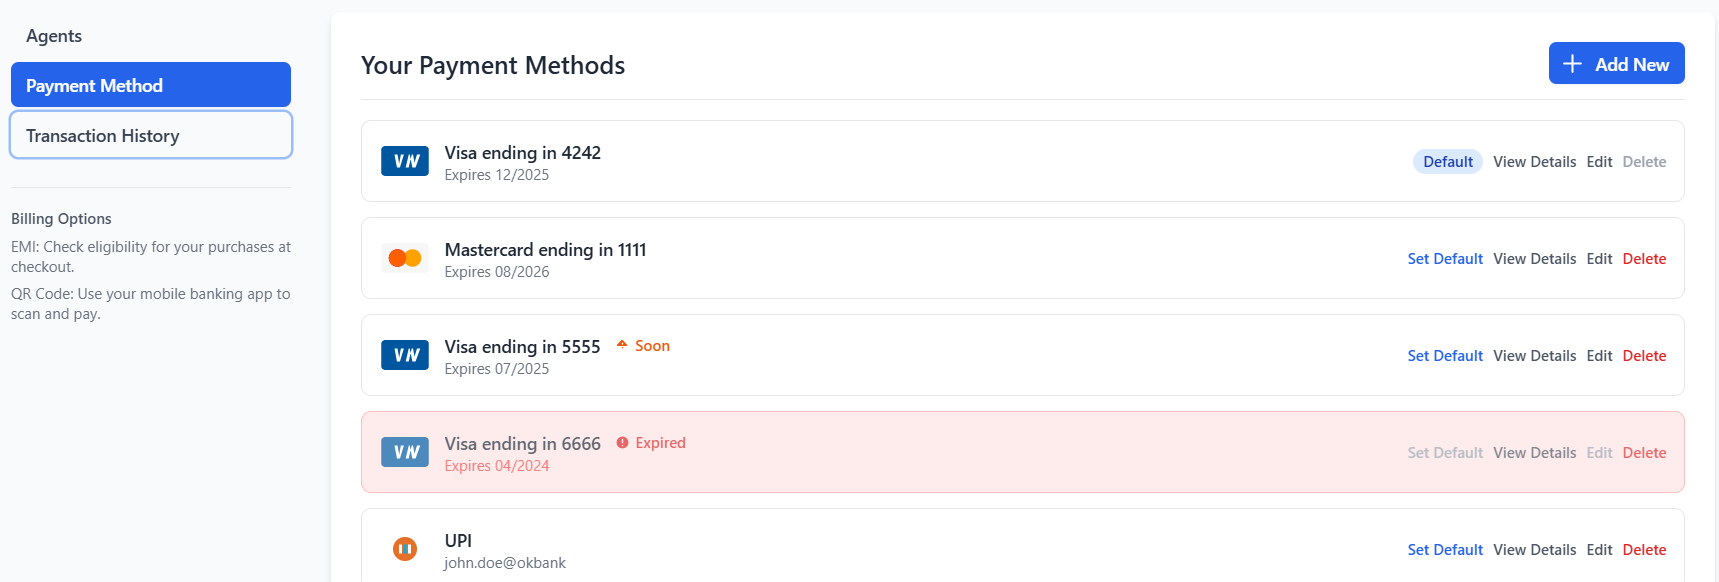 Agents
Payment Method
Transaction History
Billing Options
EMI: Check eligibility for your purchases at
checkout.
QR Code: Use your mobile banking app to
scan and pay.
Your Payment Methods
Add New
Visa ending in 4242
Expires 12/2025
Default View Details Edit Delete
Mastercard ending in 1111
Expires 08/2026
Set Default View Details Edit Delete
Visa ending in 5555 Soon
Expires 07/2025
Set Default View Details Edit Delete
Visa ending in 6666 Expired
Expires 04/2024
Set Default View Details Edit Delete
UPI
john.doe@okbank
Set Default View Details Edit Delete